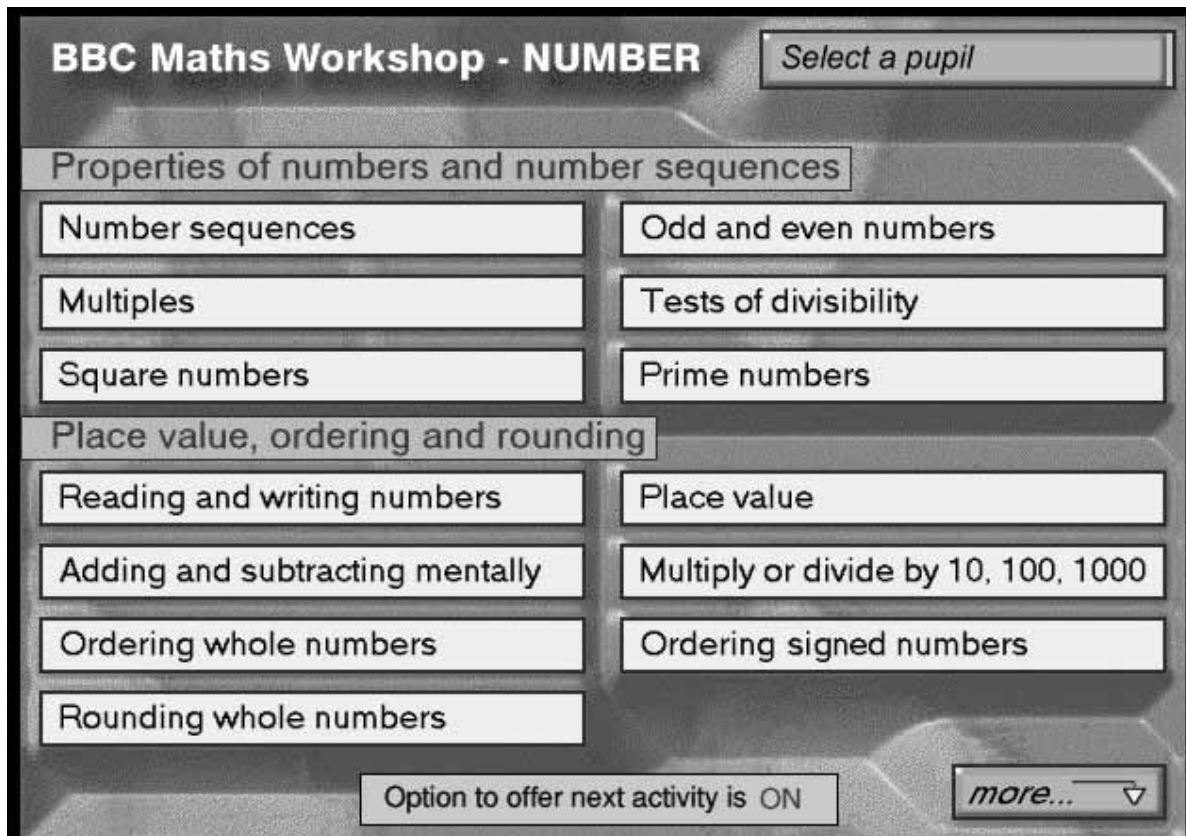 BBC Maths Workshop - NUMBER
Select a pupil
Properties of numbers and number sequences
Number sequences
Odd and even numbers
Multiples
Tests of divisibility
Square numbers
Prime numbers
Place value, ordering and rounding
Reading and writing numbers
Place value
Adding and subtracting mentally
Multiply or divide by 10, 100, 1000
Ordering whole numbers
Ordering signed numbers
Rounding whole numbers
Option to offer next activity is ON
more...